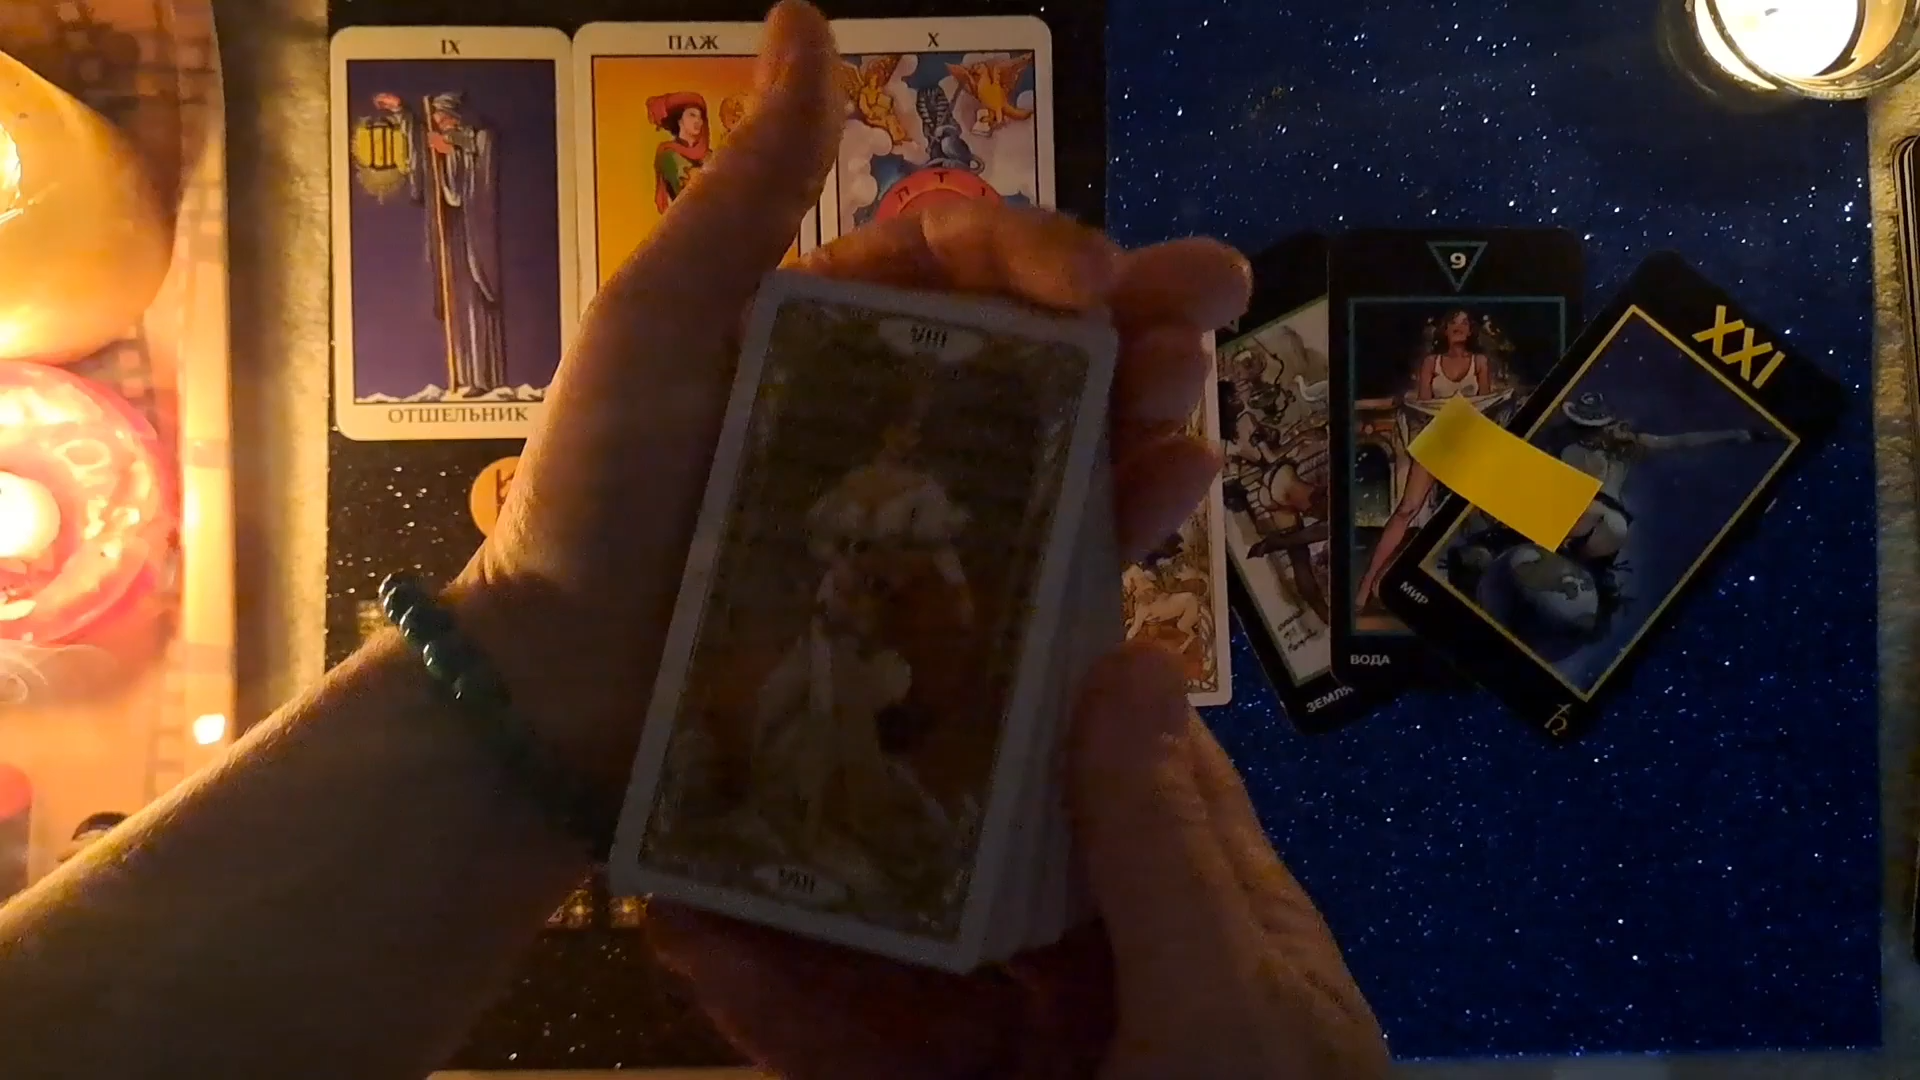 IX
ПАЖ
X
ОТШЕЛЬНИК
VIII
VIII
9
XXI
МИР
ВОДА
ЗЕМЛЯ